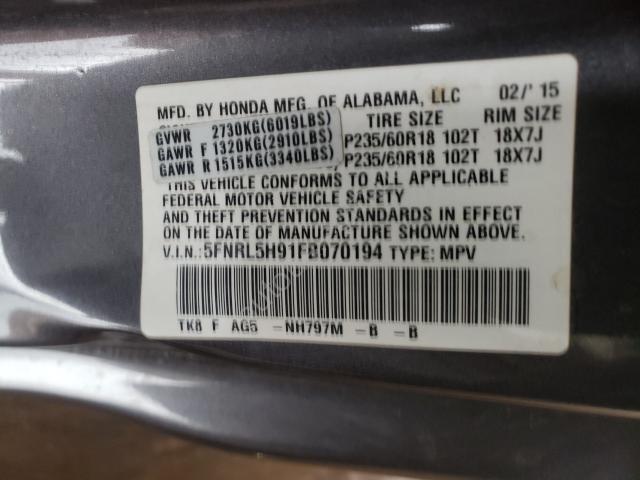 MFD. BY HONDA MFG. OF ALABAMA, LLC 02/' 15
TIRE SIZE RIM SIZE
GVWR 2730KG(6019LBS)
GAWR F 1320KG(2910LBS) P235/60R18 102T 18X7J
GAWR R 1515KG(3340LBS) P235/60R18 102T 18X7J
THIS VEHICLE CONFORMS TO ALL APPLICABLE
FEDERAL MOTOR VEHICLE SAFETY
AND THEFT PREVENTION STANDARDS IN EFFECT
ON THE DATE OF MANUFACTURE SHOWN ABOVE.
V.I.N.:5FNRL5H91FB070194 TYPE: MPV
TK8 F AG5 -NH797M -B -B